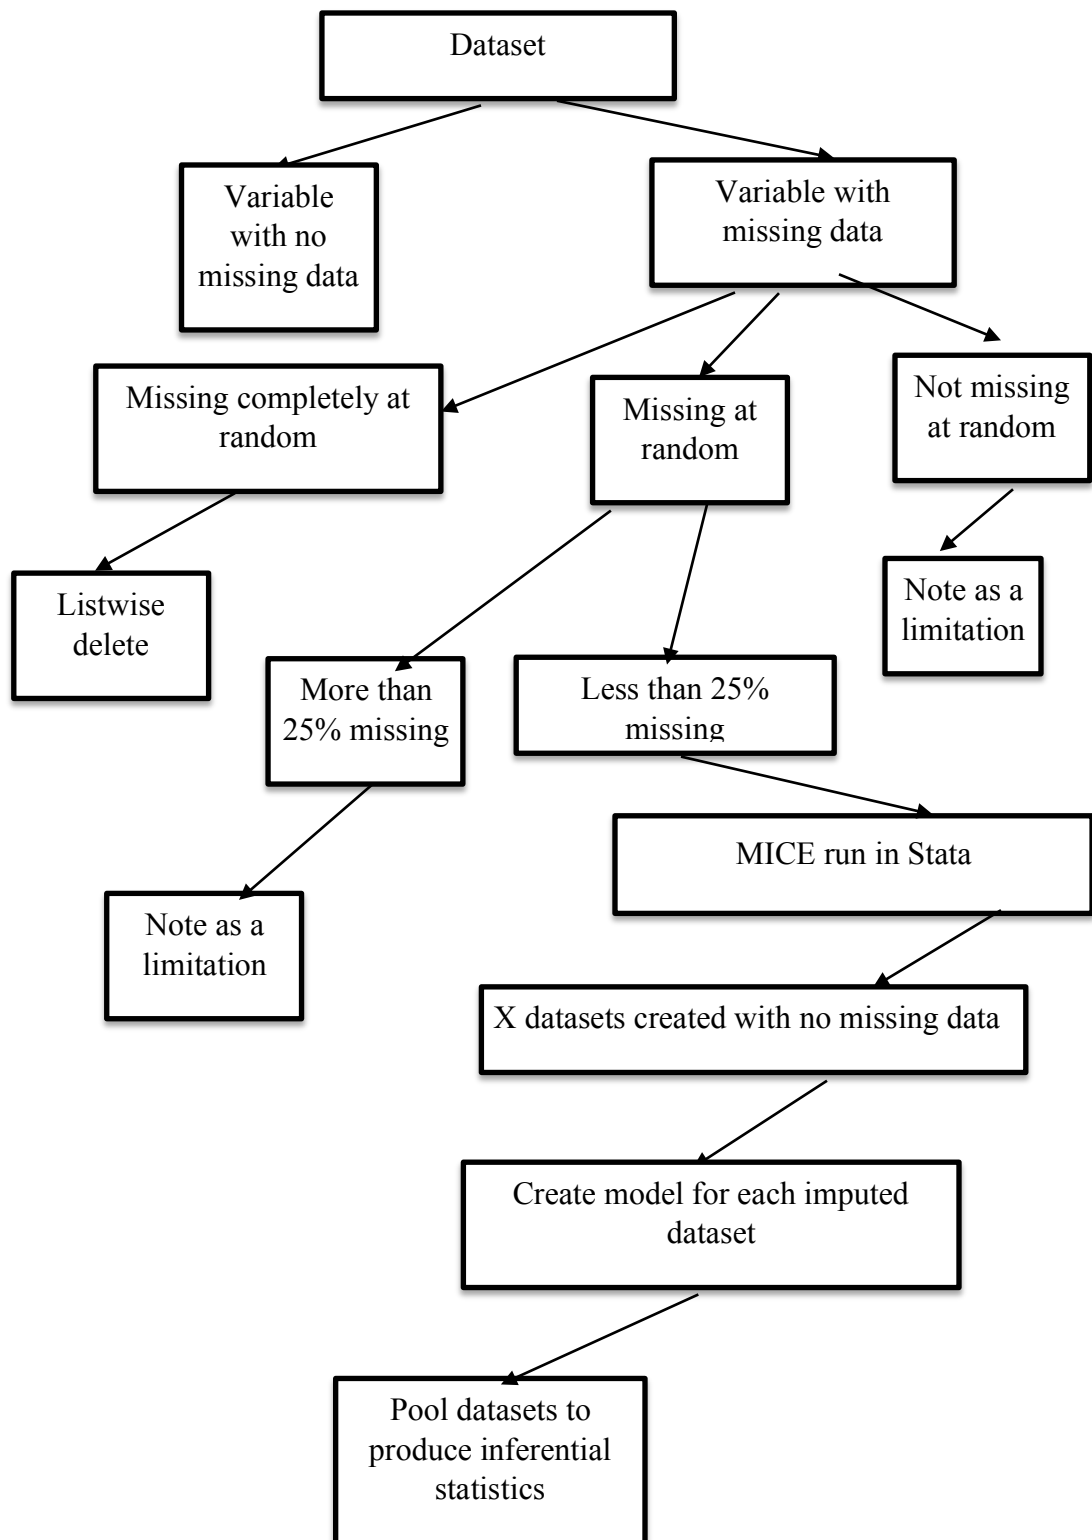 Dataset
Variable
with no
missing data
Variable with
missing data
Missing completely at
random
Missing at
random
Not missing
at random
Listwise
delete
More than
25% missing
Less than 25%
missing
Note as a
limitation
MICE run in Stata
Note as a
limitation
X datasets created with no missing data
Create model for each imputed
dataset
Pool datasets to
produce inferential
statistics